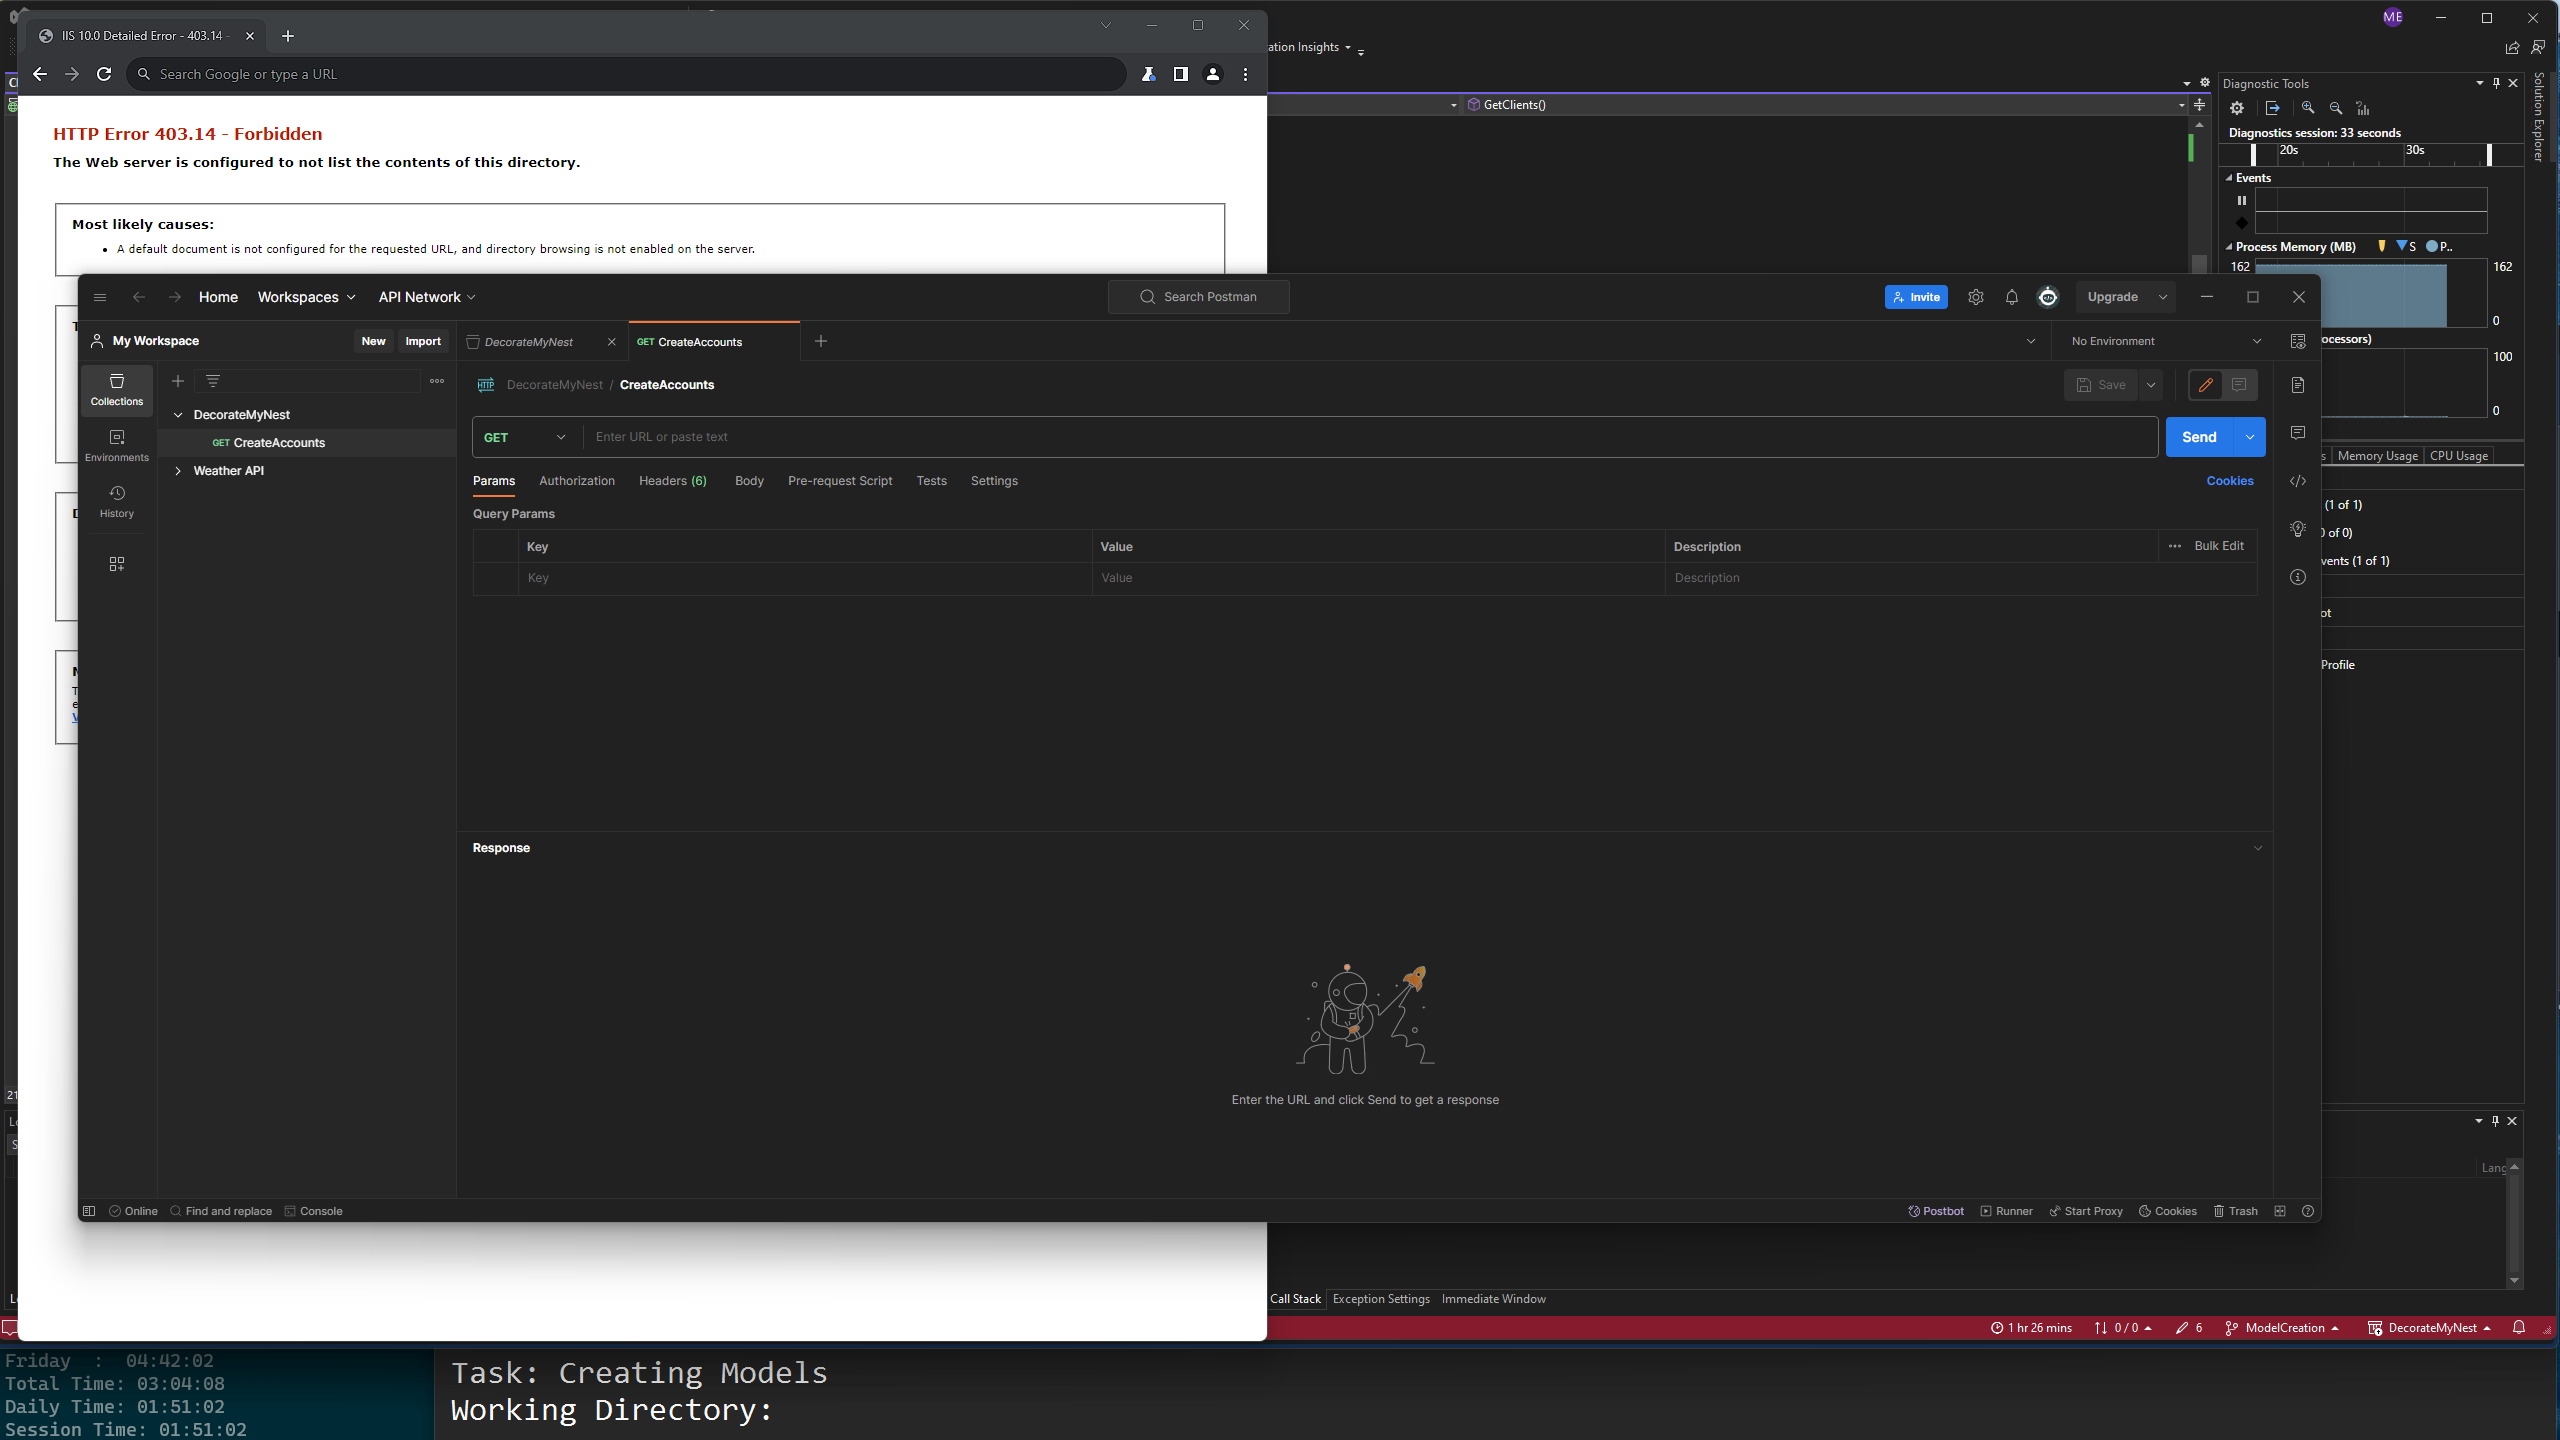 ME
IIS 10.0 Detailed Error - 403.14 -
ation Insights
Search Google or type a URL
Diagnostic Tools
Solution Explorer
GetClients()
HTTP Error 403.14 - Forbidden
The Web server is configured to not list the contents of this directory.
Diagnostics session: 33 seconds
20s
30s
Events
Most likely causes:
A default document is not configured for the requested URL, and directory browsing is not enabled on the server.
Process Memory (MB)
S
P..
162
162
0
Home
Workspaces
API Network
Search Postman
Invite
Upgrade
My Workspace
New
Import
DecorateMyNest
GET CreateAccounts
No Environment
ocessors)
100
0
Collections
DecorateMyNest / CreateAccounts
Save
DecorateMyNest
GET CreateAccounts
Weather API
GET
Enter URL or paste text
Send
Environments
History
Params
Authorization
Headers (6)
Body
Pre-request Script
Tests
Settings
Cookies
s
Memory Usage
CPU Usage
Query Params
(1 of 1)
0 of 0)
vents (1 of 1)
ot
Profile
Key
Value
Description
Bulk Edit
Key
Value
Description
Response
Enter the URL and click Send to get a response
21
Lang
Online
Find and replace
Console
Postbot
Runner
Start Proxy
Cookies
Trash
Call Stack
Exception Settings
Immediate Window
1 hr 26 mins
0 / 0
6
ModelCreation
DecorateMyNest
Friday  :  04:42:02
Total Time: 03:04:08
Daily Time: 01:51:02
Session Time: 01:51:02
Task: Creating Models
Working Directory: